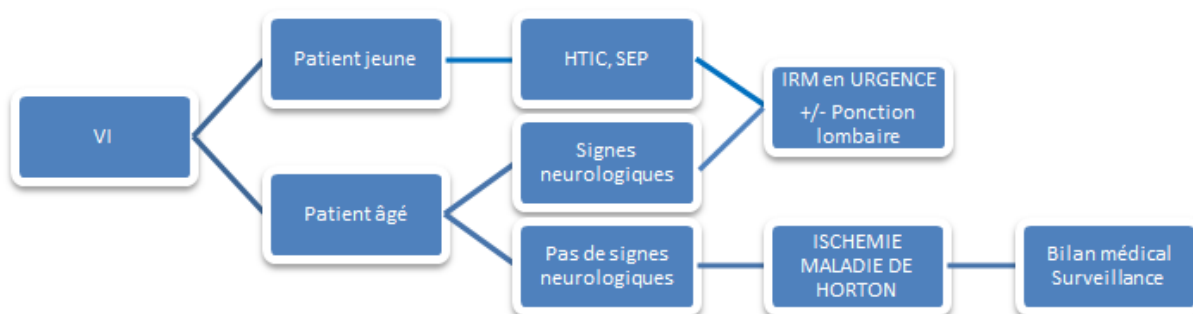 VI
Patient jeune
HTIC, SEP
IRM en URGENCE
+/- Ponction
lombaire
Patient âgé
Signes
neurologiques
Pas de signes
neurologiques
ISCHEMIE
MALADIE DE
HORTON
Bilan médical
Surveillance